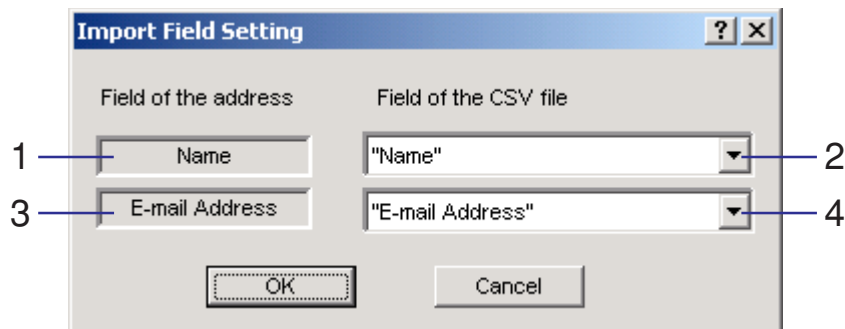 Import Field Setting ? ×
Field of the address Field of the CSV file
1 Name "Name" 2
3 E-mail Address "E-mail Address" 4
OK Cancel